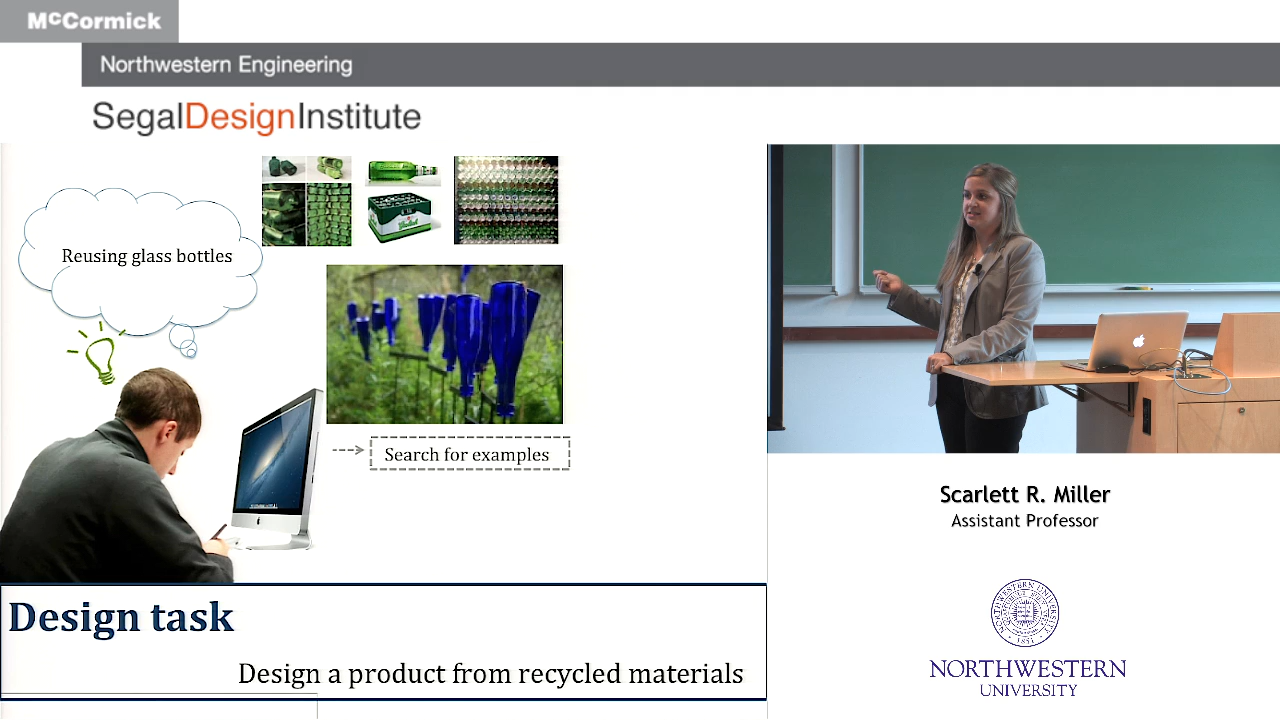 McCormick
Northwestern Engineering
SegalDesignInstitute
Reusing glass bottles
Search for examples
Design task
Design a product from recycled materials
Scarlett R. Miller
Assistant Professor
NORTHWESTERN
UNIVERSITY